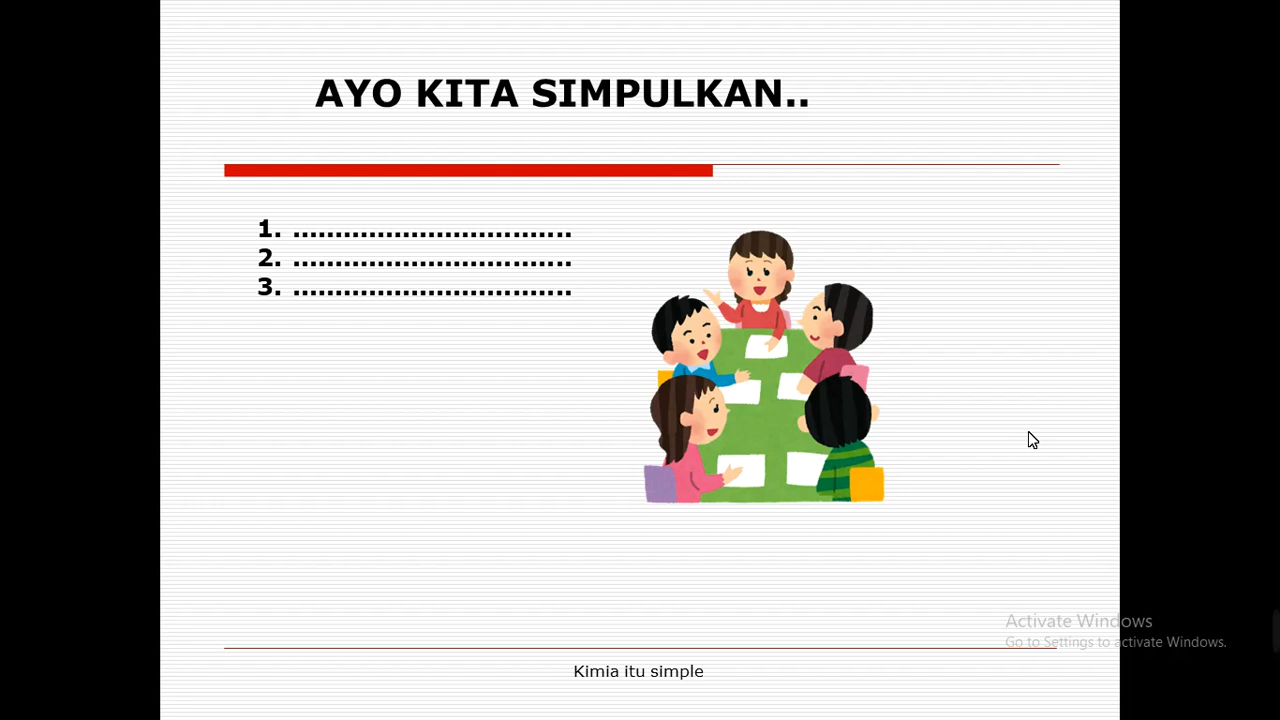 AYO KITA SIMPULKAN..
1. .................................
2. .................................
3. .................................
Activate Windows
Go to Settings to activate Windows.
Kimia itu simple